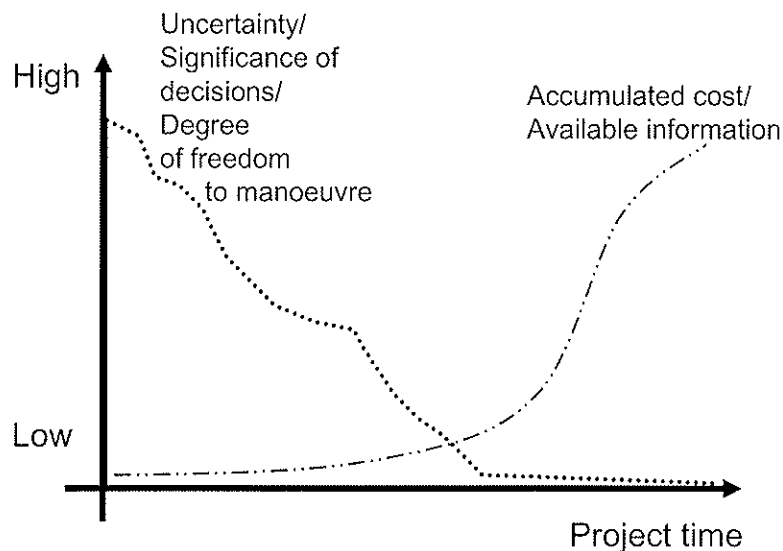 Uncertainty/
Significance of
decisions/
Degree
of freedom
to manoeuvre
High
Accumulated cost/
Available information
Low
Project time